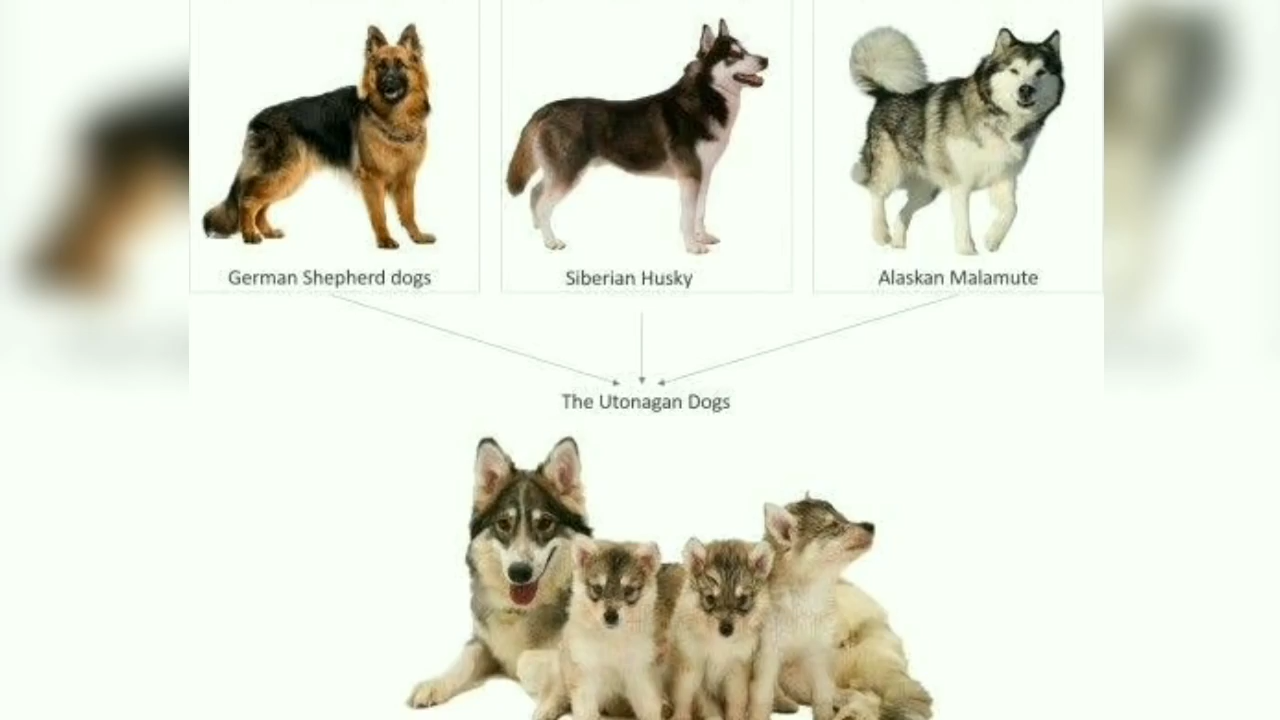 German Shepherd dogs
Siberian Husky
Alaskan Malamute
The Utonagan Dogs